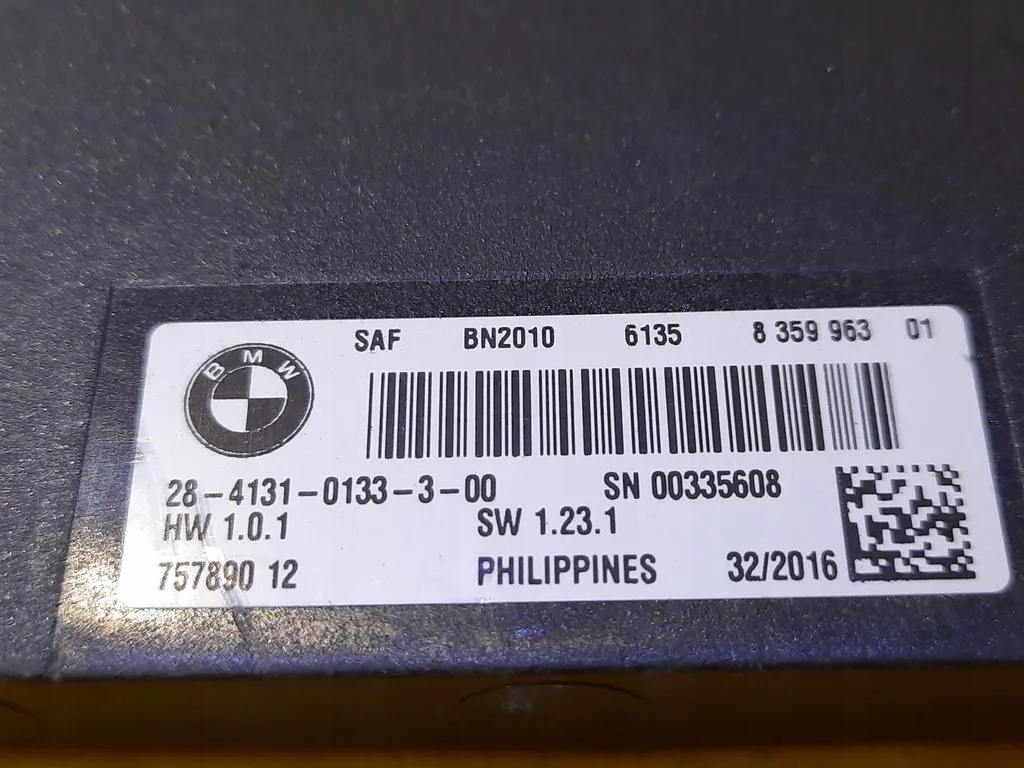 SAF BN2010 6135 8 359 963 01
BMW
28-4131-0133-3-00 SN 00335608
HW 1.0.1 SW 1.23.1
757890 12 PHILIPPINES 32/2016